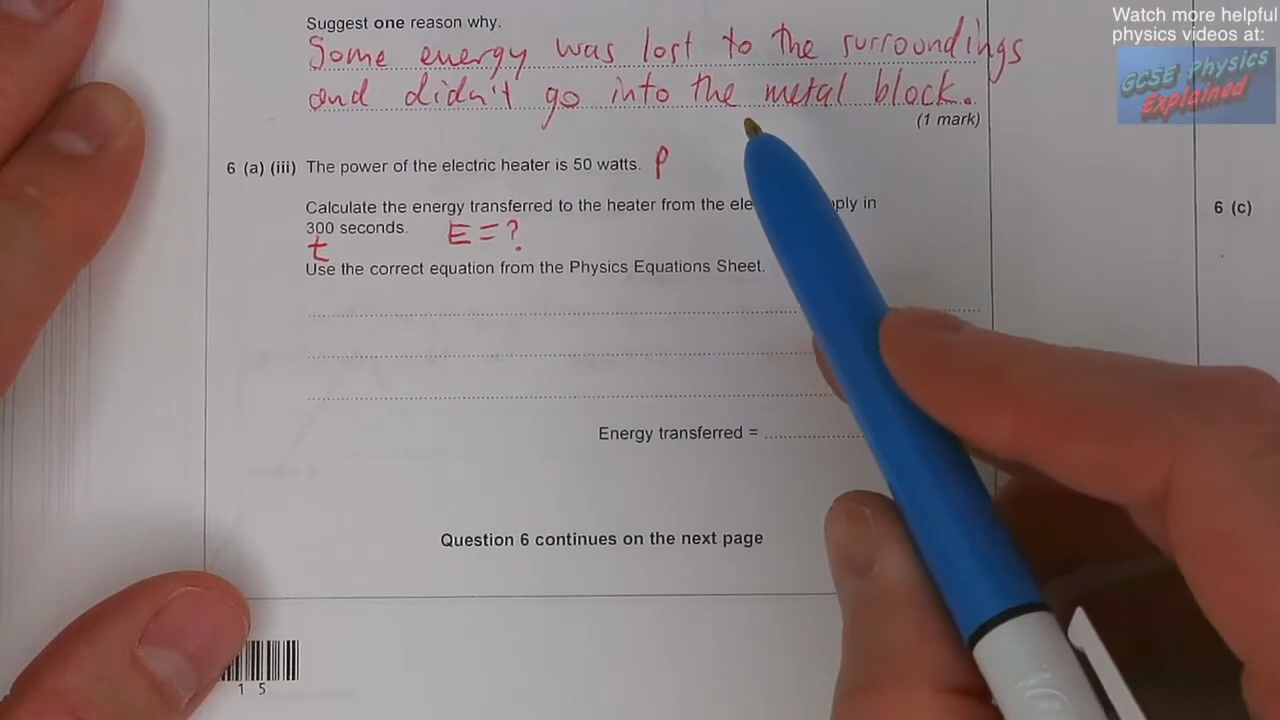 Watch more helpful
physics videos at:
GCSE Physics
Explained
Suggest one reason why.
Some energy was lost to the surroundings
and didn't go into the metal block.
(1 mark)
6 (a) (iii) The power of the electric heater is 50 watts. P
Calculate the energy transferred to the heater from the ply in
300 seconds. E = ?
t
Use the correct equation from the Physics Equations Sheet.
Energy transferred =
Question 6 continues on the next page
1 5
6 (c)